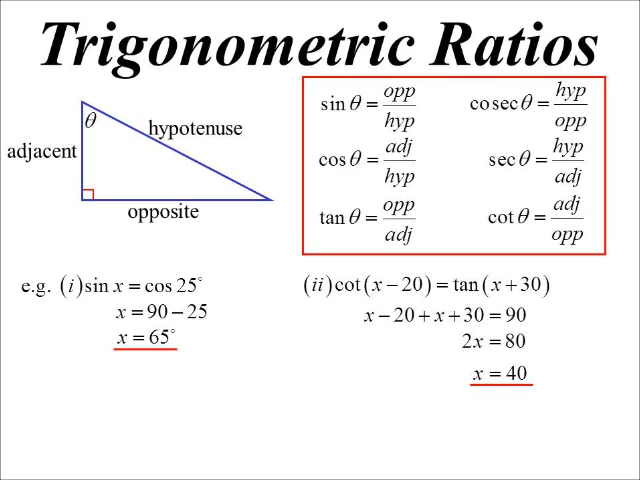 Trigonometric Ratios
θ
hypotenuse
adjacent
opposite
sin θ = opp/hyp
cosec θ = hyp/opp
cos θ = adj/hyp
sec θ = hyp/adj
tan θ = opp/adj
cot θ = adj/opp
e.g. (i) sin x = cos 25°
x = 90 − 25
x = 65°
(ii) cot(x − 20) = tan(x + 30)
x − 20 + x + 30 = 90
2x = 80
x = 40